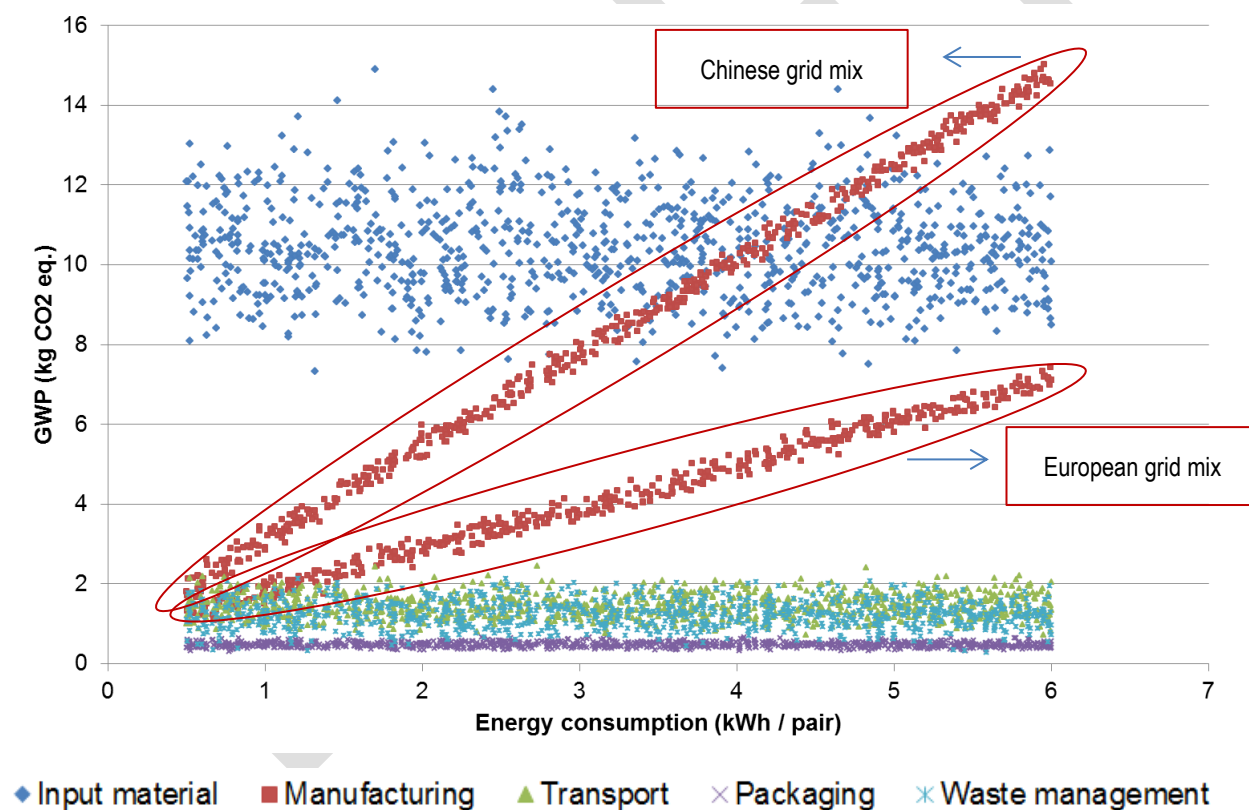 16
14
12
10
8
6
4
2
0
GWP (kg CO2 eq.)
Chinese grid mix
European grid mix
0 1 2 3 4 5 6 7
Energy consumption (kWh / pair)
Input material Manufacturing Transport Packaging Waste management